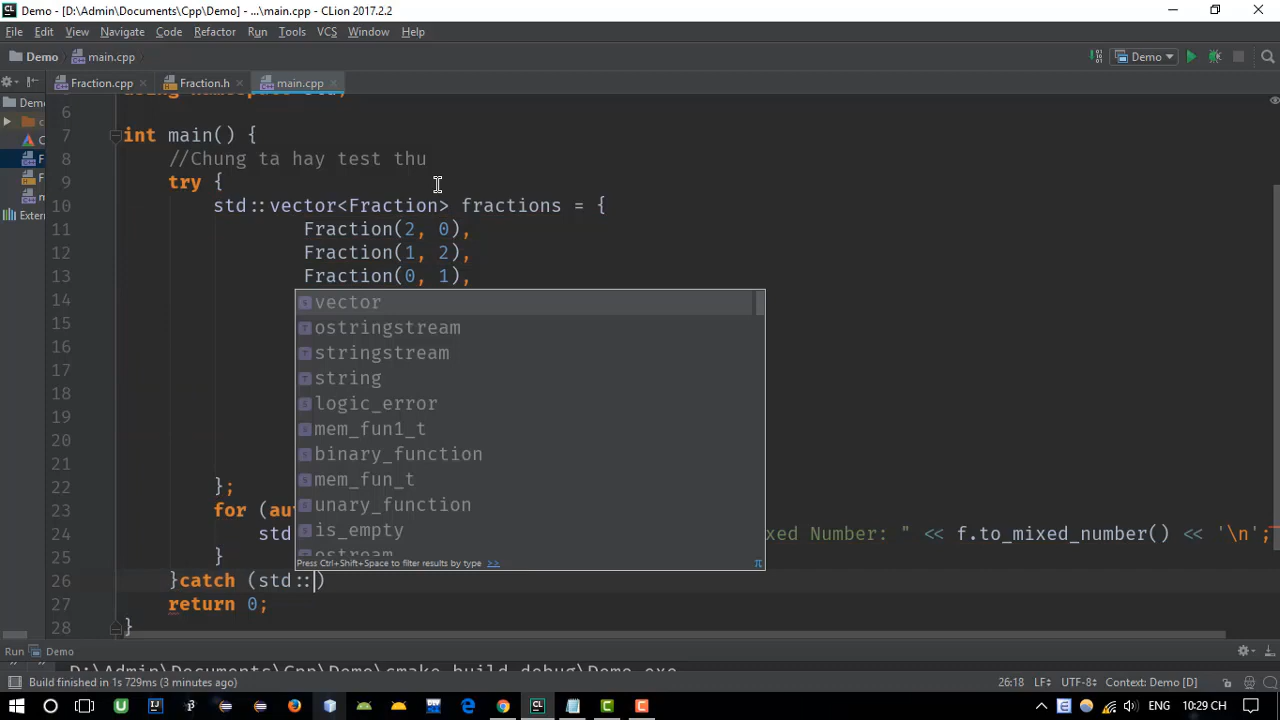 Demo - [D:\Admin\Documents\Cpp\Demo] - ...\main.cpp - CLion 2017.2.2
File Edit View Navigate Code Refactor Run Tools VCS Window Help
Demo main.cpp Demo
Fraction.cpp Fraction.h main.cpp
Demo
Exter
6
7 int main() {
8 //Chung ta hay test thu
9 try {
10 std::vector<Fraction> fractions = {
11 Fraction(2, 0),
12 Fraction(1, 2),
13 Fraction(0, 1),
14 vector
15 ostringstream
16 stringstream
17 string
18 logic_error
19 mem_fun1_t
20 binary_function
21 mem_fun_t
22 };
unary_function
23 for (au
is_empty
24 std xed Number: " << f.to_mixed_number() << '\n';
ostream
25 }
Press Ctrl+Shift+Space to filter results by type >> π
26 }catch (std::)
27 return 0;
28 }
Run Demo
D:\Admin\Documents\Cpp\Demo\cmake-build-debug\Demo.exe
Build finished in 1s 729ms (3 minutes ago) 26:18 LF÷ UTF-8÷ Context: Demo [D]
ENG 10:29 CH